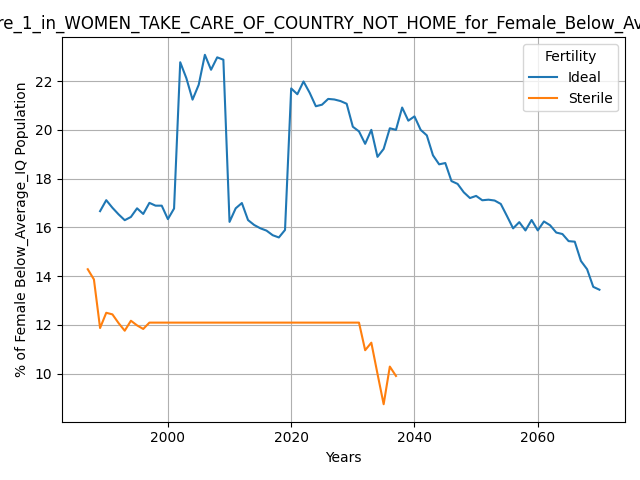 re_1_in_WOMEN_TAKE_CARE_OF_COUNTRY_NOT_HOME_for_Female_Below_Av
Fertility
Ideal
Sterile
% of Female Below_Average_IQ Population
22
20
18
16
14
12
10
2000 2020 2040 2060
Years